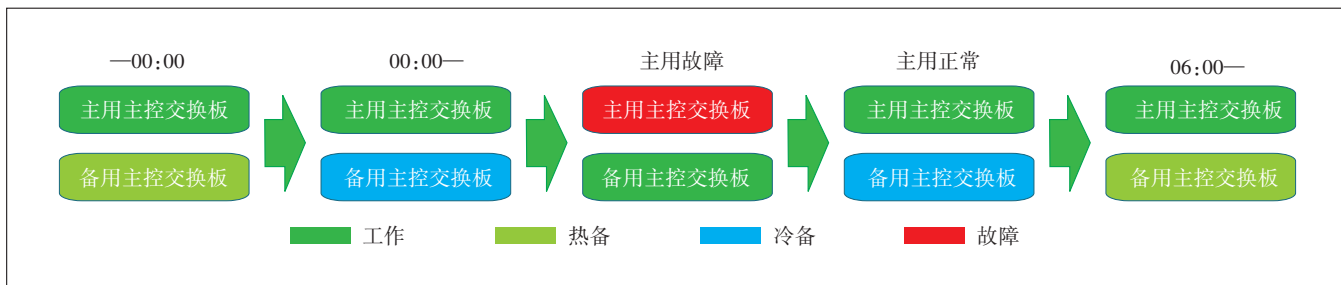 —00:00
00:00—
主用故障
主用正常
06:00—
主用主控交换板
主用主控交换板
主用主控交换板
主用主控交换板
主用主控交换板
备用主控交换板
备用主控交换板
备用主控交换板
备用主控交换板
备用主控交换板
工作
热备
冷备
故障